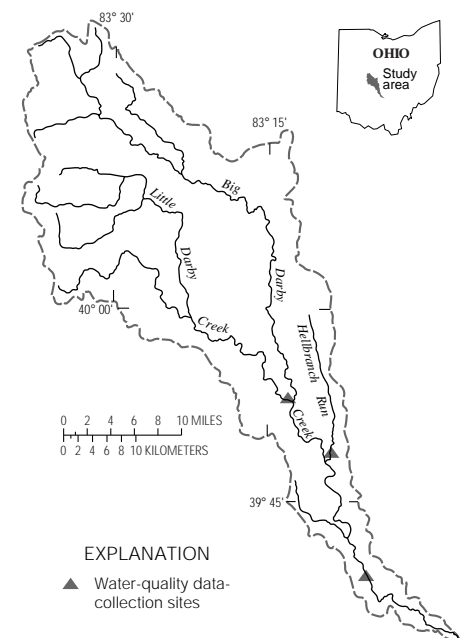 83° 30'
OHIO
Study
area
83° 15'
Big
Little
Darby
Darby
40° 00'
Creek
Hellbranch Run
Creek
0 2 4 6 8 10 MILES
0 2 4 6 8 10 KILOMETERS
39° 45'
EXPLANATION
Water-quality data-
collection sites